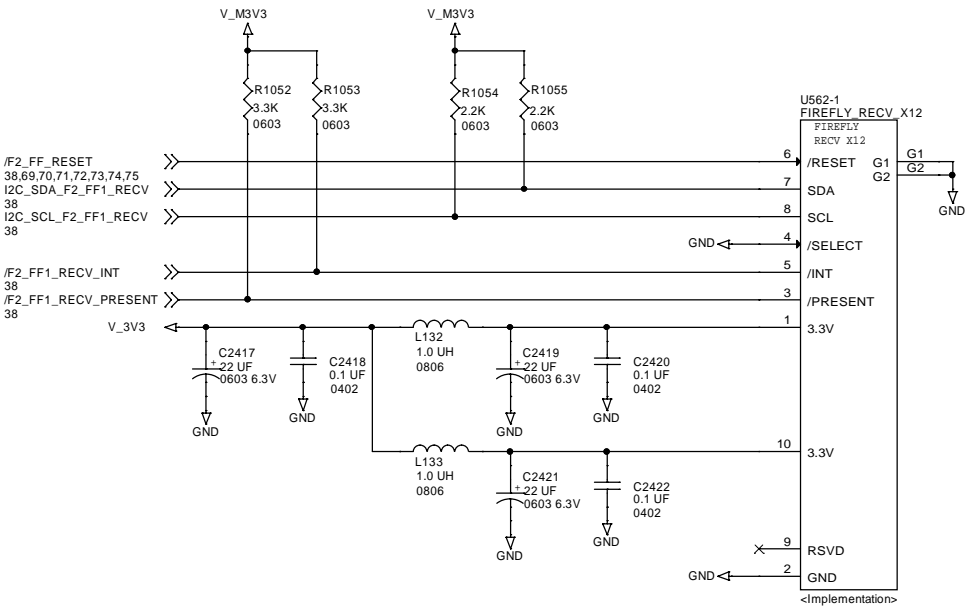 V_M3V3
V_M3V3
R1052
3.3K
0603
R1053
3.3K
0603
R1054
2.2K
0603
R1055
2.2K
0603
U562-1
FIREFLY_RECV_X12
FIREFLY
RECV X12
/F2_FF_RESET
38,69,70,71,72,73,74,75
I2C_SDA_F2_FF1_RECV
38
I2C_SCL_F2_FF1_RECV
38
/F2_FF1_RECV_INT
38
/F2_FF1_RECV_PRESENT
38
6
/RESET
7
SDA
8
SCL
GND
4
/SELECT
5
/INT
3
/PRESENT
G1
G1
G2
G2
GND
V_3V3
1
3.3V
L132
1.0 UH
0806
C2417
+
22 UF
0603 6.3V
GND
C2418
0.1 UF
0402
GND
C2419
+
22 UF
0603 6.3V
GND
C2420
0.1 UF
0402
GND
10
3.3V
L133
1.0 UH
0806
C2421
+
22 UF
0603 6.3V
GND
C2422
0.1 UF
0402
GND
9
RSVD
GND
2
GND
<Implementation>